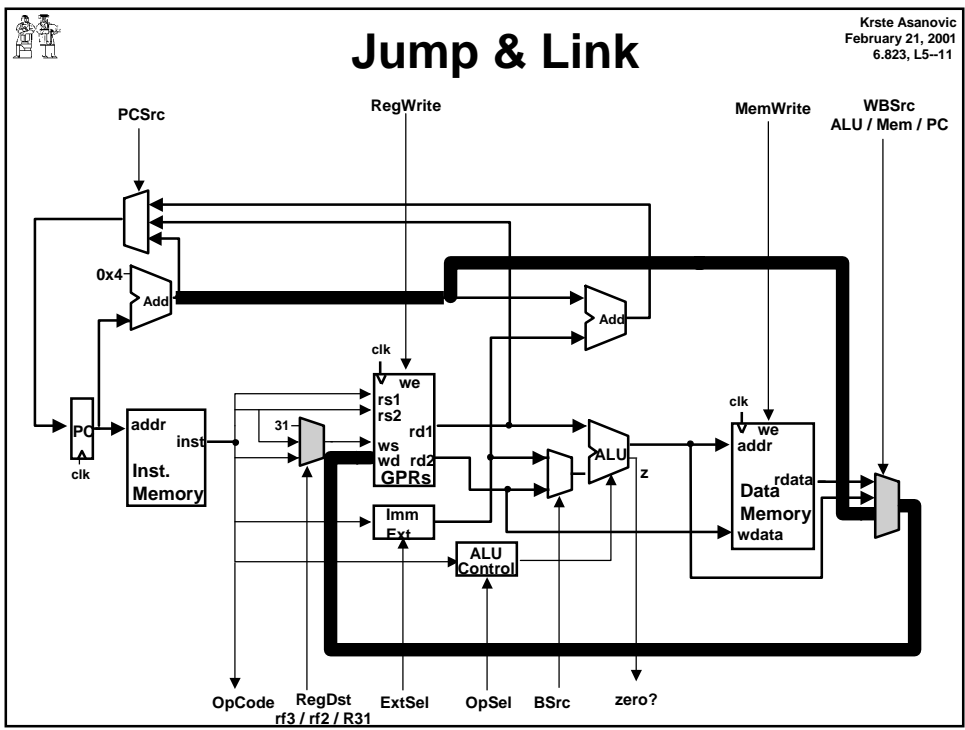 Krste Asanovic
February 21, 2001
6.823, L5--11
Jump & Link
PCSrc
RegWrite
MemWrite
WBSrc
ALU / Mem / PC
0x4
Add
Add
clk
we
rs1
rs2
31
rd1
ws
wd
rd2
GPRs
PC
clk
addr
inst
Inst.
Memory
ALU
z
clk
we
addr
rdata
Data
Memory
wdata
Imm
Ext
ALU
Control
OpCode
RegDst
rf3 / rf2 / R31
ExtSel
OpSel
BSrc
zero?